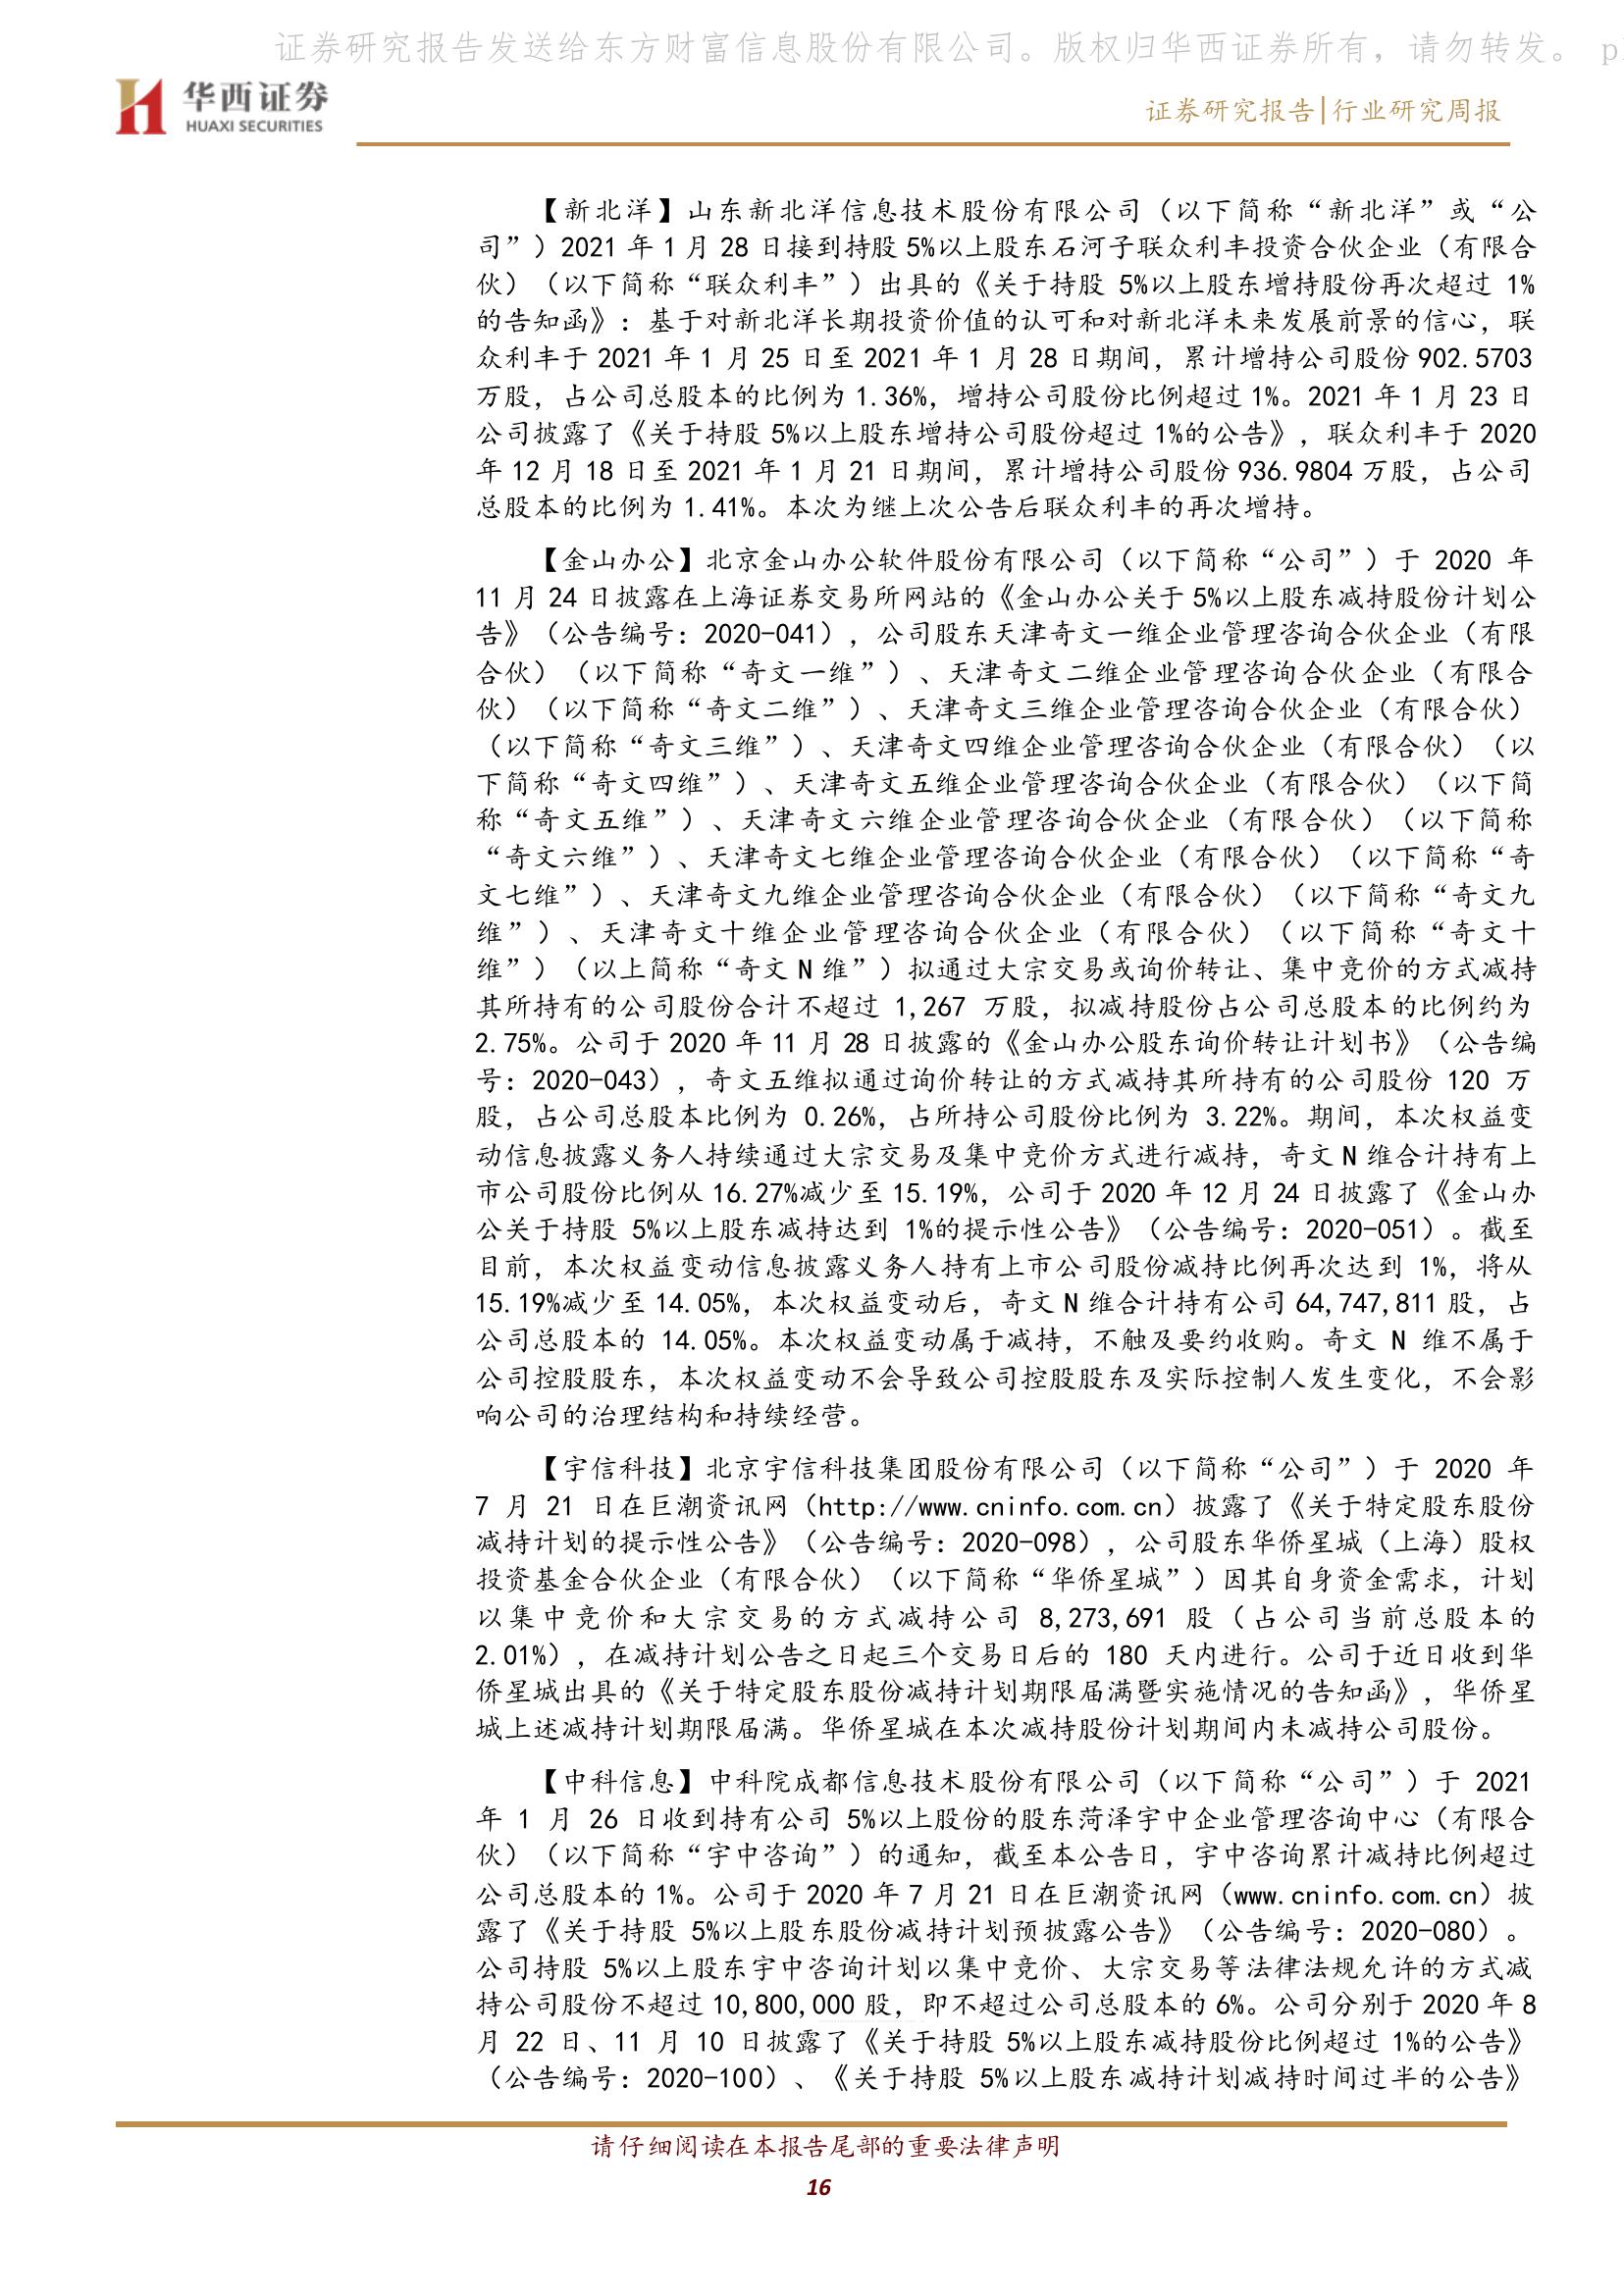 证券研究报告发送给东方财富信息股份有限公司。版权归华西证券所有，请勿转发。 p
华西证券
HUAXI SECURITIES
证券研究报告|行业研究周报
【新北洋】山东新北洋信息技术股份有限公司（以下简称“新北洋”或“公
司”）2021 年 1 月 28 日接到持股 5%以上股东石河子联众利丰投资合伙企业（有限合
伙）（以下简称“联众利丰”）出具的《关于持股 5%以上股东增持股份再次超过 1%
的告知函》：基于对新北洋长期投资价值的认可和对新北洋未来发展前景的信心，联
众利丰于 2021 年 1 月 25 日至 2021 年 1 月 28 日期间，累计增持公司股份 902.5703
万股，占公司总股本的比例为 1.36%，增持公司股份比例超过 1%。2021 年 1 月 23 日
公司披露了《关于持股 5%以上股东增持公司股份超过 1%的公告》，联众利丰于 2020
年 12 月 18 日至 2021 年 1 月 21 日期间，累计增持公司股份 936.9804 万股，占公司
总股本的比例为 1.41%。本次为继上次公告后联众利丰的再次增持。
【金山办公】北京金山办公软件股份有限公司（以下简称“公司”）于 2020 年
11 月 24 日披露在上海证券交易所网站的《金山办公关于 5%以上股东减持股份计划公
告》（公告编号：2020-041），公司股东天津奇文一维企业管理咨询合伙企业（有限
合伙）（以下简称“奇文一维”）、天津奇文二维企业管理咨询合伙企业（有限合
伙）（以下简称“奇文二维”）、天津奇文三维企业管理咨询合伙企业（有限合伙）
（以下简称“奇文三维”）、天津奇文四维企业管理咨询合伙企业（有限合伙）（以
下简称“奇文四维”）、天津奇文五维企业管理咨询合伙企业（有限合伙）（以下简
称“奇文五维”）、天津奇文六维企业管理咨询合伙企业（有限合伙）（以下简称
“奇文六维”）、天津奇文七维企业管理咨询合伙企业（有限合伙）（以下简称“奇
文七维”）、天津奇文九维企业管理咨询合伙企业（有限合伙）（以下简称“奇文九
维”）、天津奇文十维企业管理咨询合伙企业（有限合伙）（以下简称“奇文十
维”）（以上简称“奇文 N 维”）拟通过大宗交易或询价转让、集中竞价的方式减持
其所持有的公司股份合计不超过 1,267 万股，拟减持股份占公司总股本的比例约为
2.75%。公司于 2020 年 11 月 28 日披露的《金山办公股东询价转让计划书》（公告编
号：2020-043），奇文五维拟通过询价转让的方式减持其所持有的公司股份 120 万
股，占公司总股本比例为 0.26%，占所持公司股份比例为 3.22%。期间，本次权益变
动信息披露义务人持续通过大宗交易及集中竞价方式进行减持，奇文 N 维合计持有上
市公司股份比例从 16.27%减少至 15.19%，公司于 2020 年 12 月 24 日披露了《金山办
公关于持股 5%以上股东减持达到 1%的提示性公告》（公告编号：2020-051）。截至
目前，本次权益变动信息披露义务人持有上市公司股份减持比例再次达到 1%，将从
15.19%减少至 14.05%，本次权益变动后，奇文 N 维合计持有公司 64,747,811 股，占
公司总股本的 14.05%。本次权益变动属于减持，不触及要约收购。奇文 N 维不属于
公司控股股东，本次权益变动不会导致公司控股股东及实际控制人发生变化，不会影
响公司的治理结构和持续经营。
【宇信科技】北京宇信科技集团股份有限公司（以下简称“公司”）于 2020 年
7 月 21 日在巨潮资讯网（http://www.cninfo.com.cn）披露了《关于特定股东股份
减持计划的提示性公告》（公告编号：2020-098），公司股东华侨星城（上海）股权
投资基金合伙企业（有限合伙）（以下简称“华侨星城”）因其自身资金需求，计划
以集中竞价和大宗交易的方式减持公司 8,273,691 股（占公司当前总股本的
2.01%），在减持计划公告之日起三个交易日后的 180 天内进行。公司于近日收到华
侨星城出具的《关于特定股东股份减持计划期限届满暨实施情况的告知函》，华侨星
城上述减持计划期限届满。华侨星城在本次减持股份计划期间内未减持公司股份。
【中科信息】中科院成都信息技术股份有限公司（以下简称“公司”）于 2021
年 1 月 26 日收到持有公司 5%以上股份的股东菏泽宇中企业管理咨询中心（有限合
伙）（以下简称“宇中咨询”）的通知，截至本公告日，宇中咨询累计减持比例超过
公司总股本的 1%。公司于 2020 年 7 月 21 日在巨潮资讯网（www.cninfo.com.cn）披
露了《关于持股 5%以上股东股份减持计划预披露公告》（公告编号：2020-080）。
公司持股 5%以上股东宇中咨询计划以集中竞价、大宗交易等法律法规允许的方式减
持公司股份不超过 10,800,000 股，即不超过公司总股本的 6%。公司分别于 2020 年 8
月 22 日、11 月 10 日披露了《关于持股 5%以上股东减持股份比例超过 1%的公告》
（公告编号：2020-100）、《关于持股 5%以上股东减持计划减持时间过半的公告》
请仔细阅读在本报告尾部的重要法律声明
16